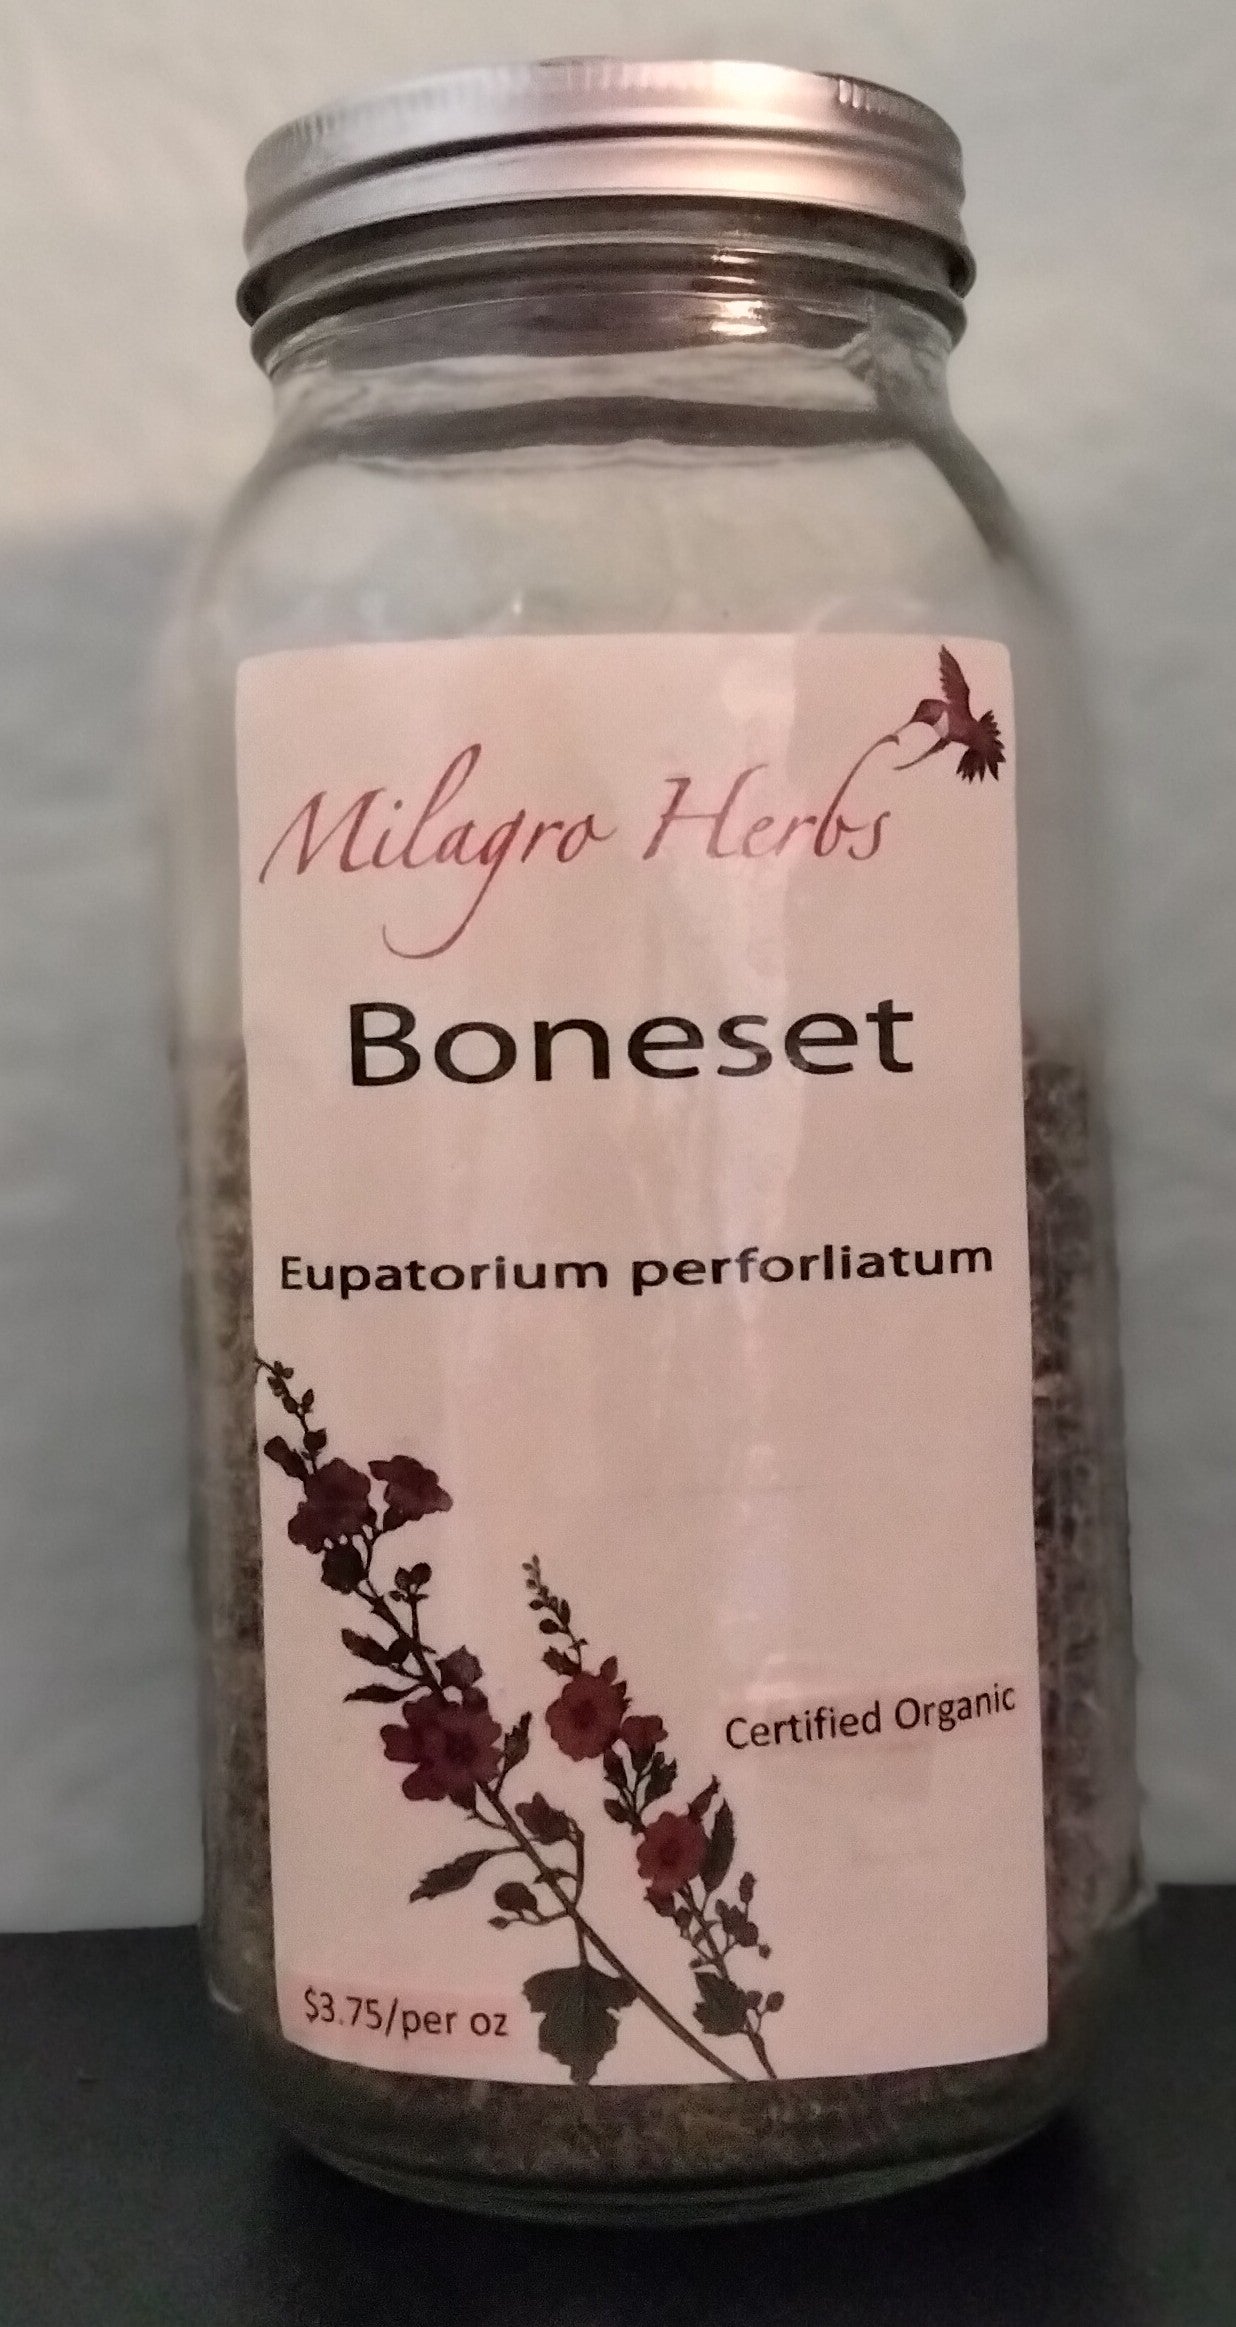 Milagro Herbs
Boneset
Eupatorium perforliatum
Certified Organic
$3.75/per oz